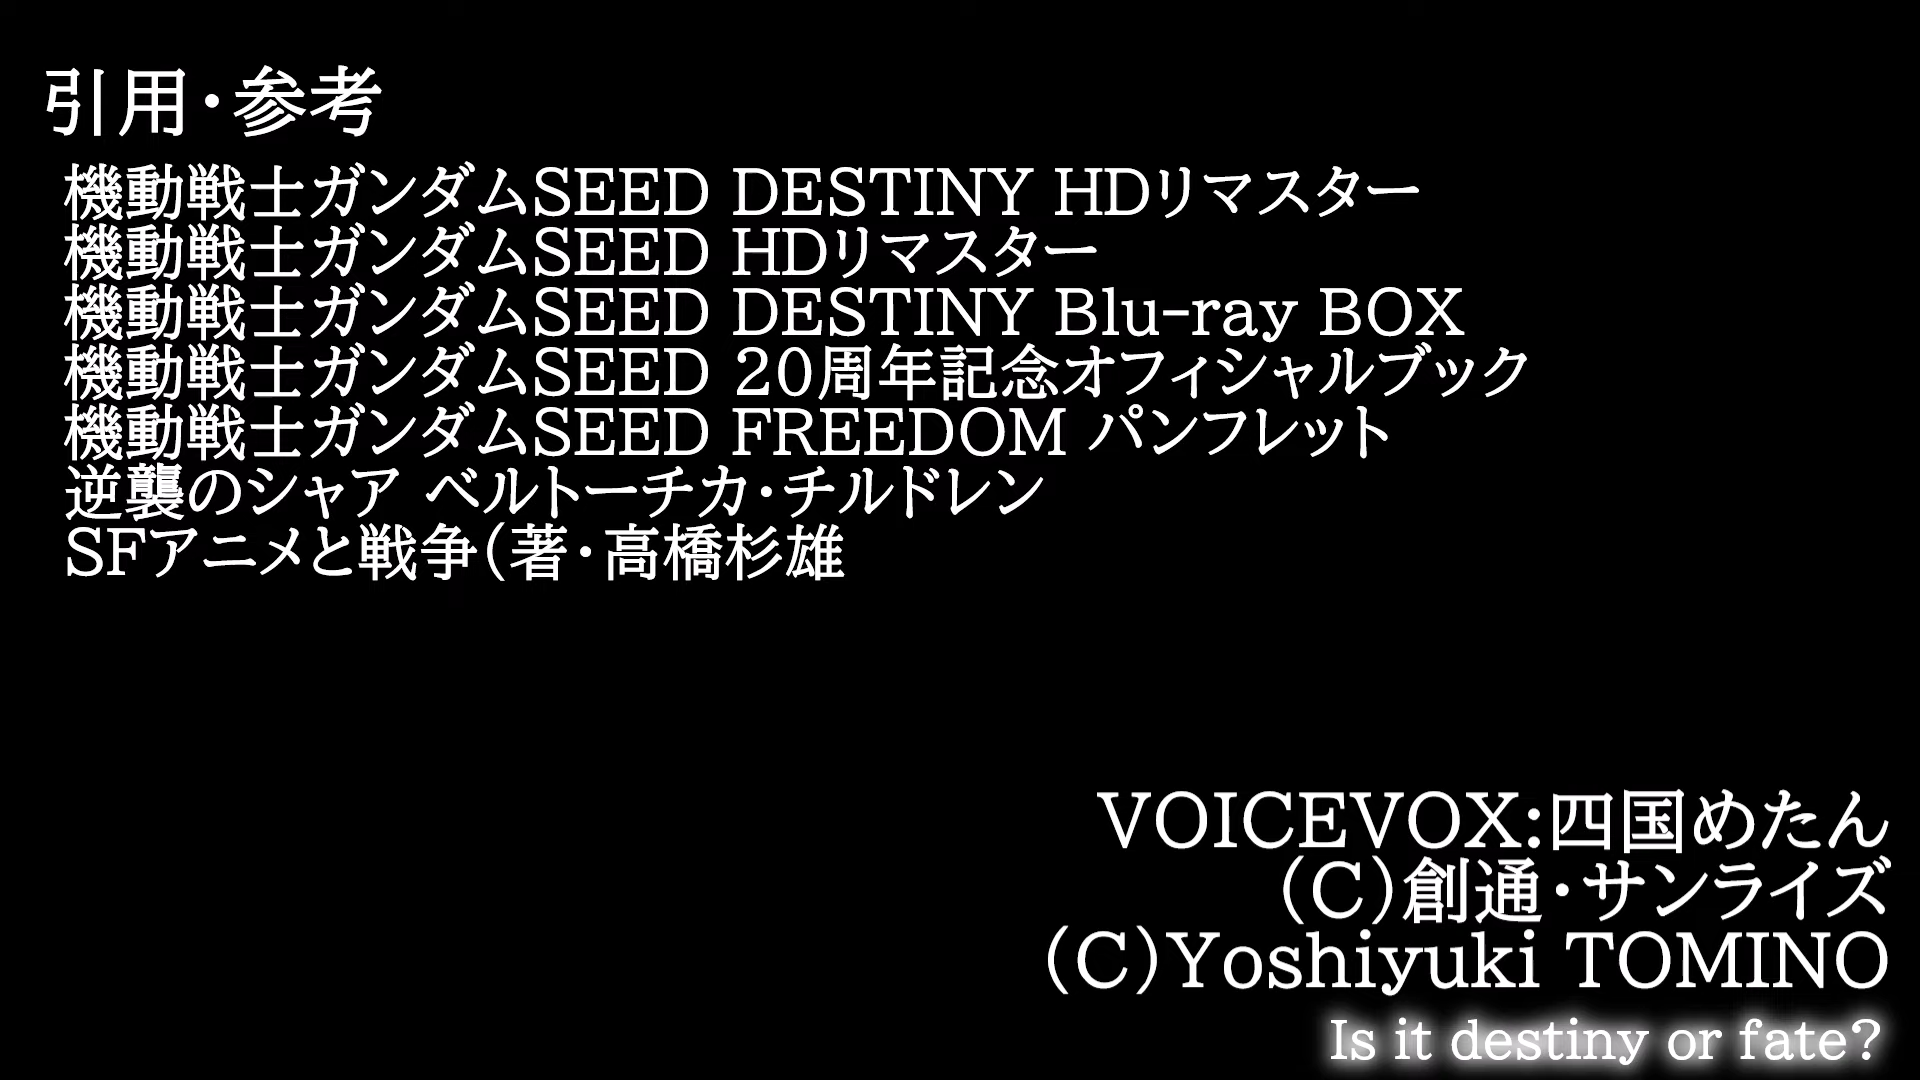 引用・参考
機動戦士ガンダムSEED DESTINY HDリマスター
機動戦士ガンダムSEED HDリマスター
機動戦士ガンダムSEED DESTINY Blu-ray BOX
機動戦士ガンダムSEED 20周年記念オフィシャルブック
機動戦士ガンダムSEED FREEDOM パンフレット
逆襲のシャア ベルトーチカ・チルドレン
SFアニメと戦争(著・高橋杉雄
VOICEVOX:四国めたん
(C)創通・サンライズ
(C)Yoshiyuki TOMINO
Is it destiny or fate?